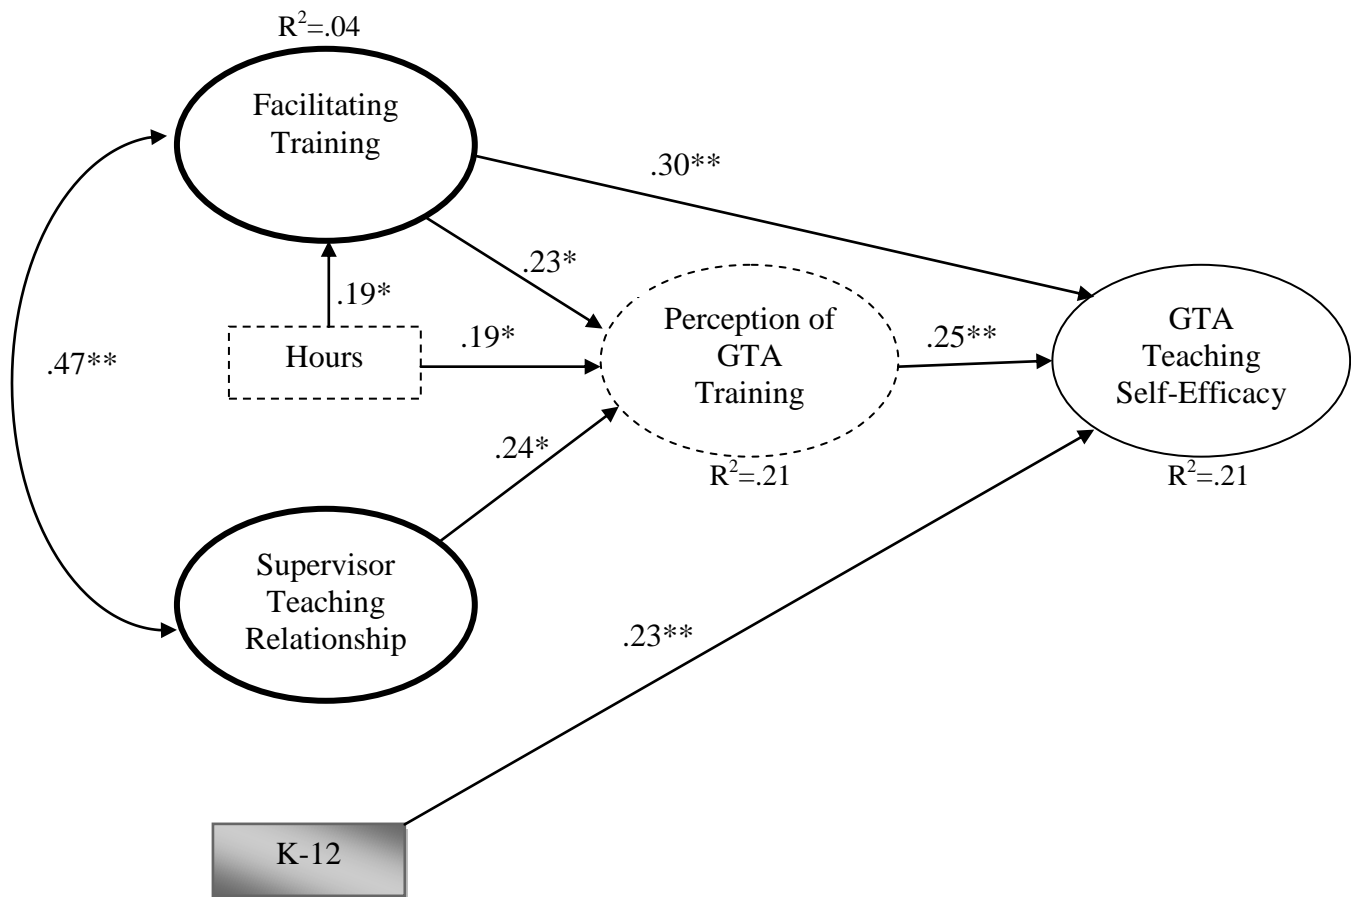 R²=.04
Facilitating
Training
.30**
.23*
.19*
Hours
.19*
.47**
Perception of
GTA
Training
R²=.21
.25**
GTA
Teaching
Self-Efficacy
R²=.21
.24*
Supervisor
Teaching
Relationship
.23**
K-12